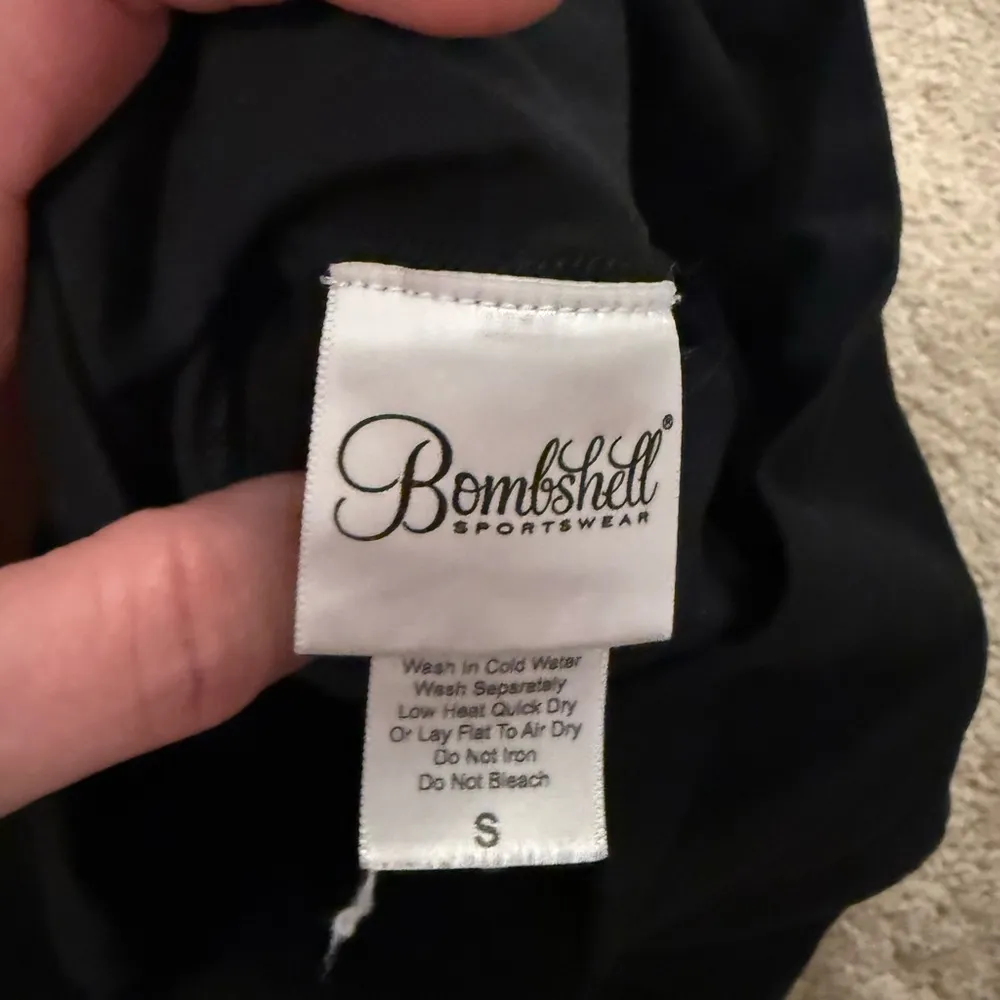 Bombshell®
SPORTSWEAR
Wash In Cold Water
Wash Separately
Low Heat Quick Dry
Or Lay Flat To Air Dry
Do Not Iron
Do Not Bleach
S